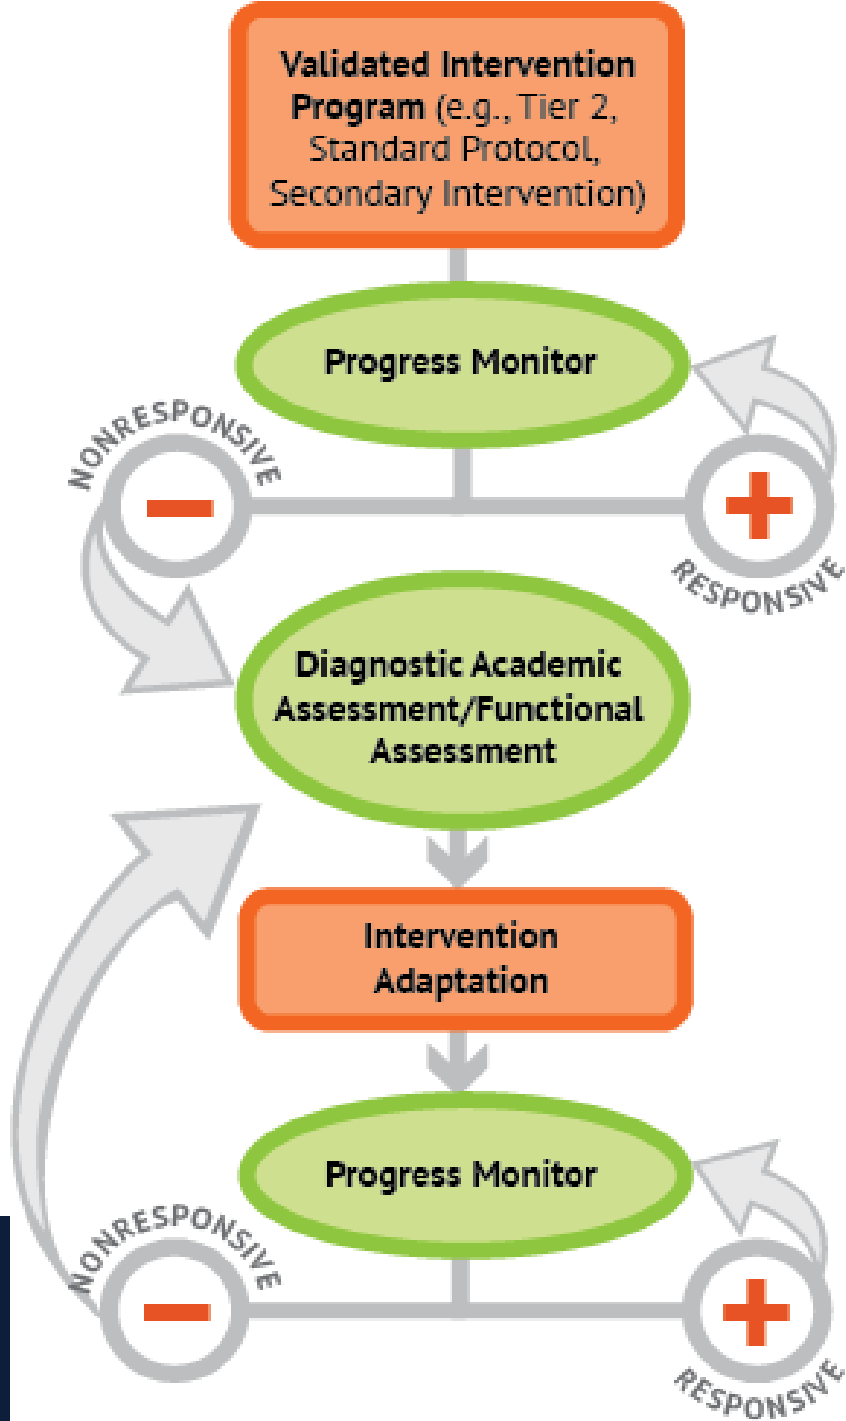 Validated Intervention
Program (e.g., Tier 2,
Standard Protocol,
Secondary Intervention)
Progress Monitor
NONRESPONSIVE
RESPONSIVE
Diagnostic Academic
Assessment/Functional
Assessment
Intervention
Adaptation
Progress Monitor
NONRESPONSIVE
RESPONSIVE